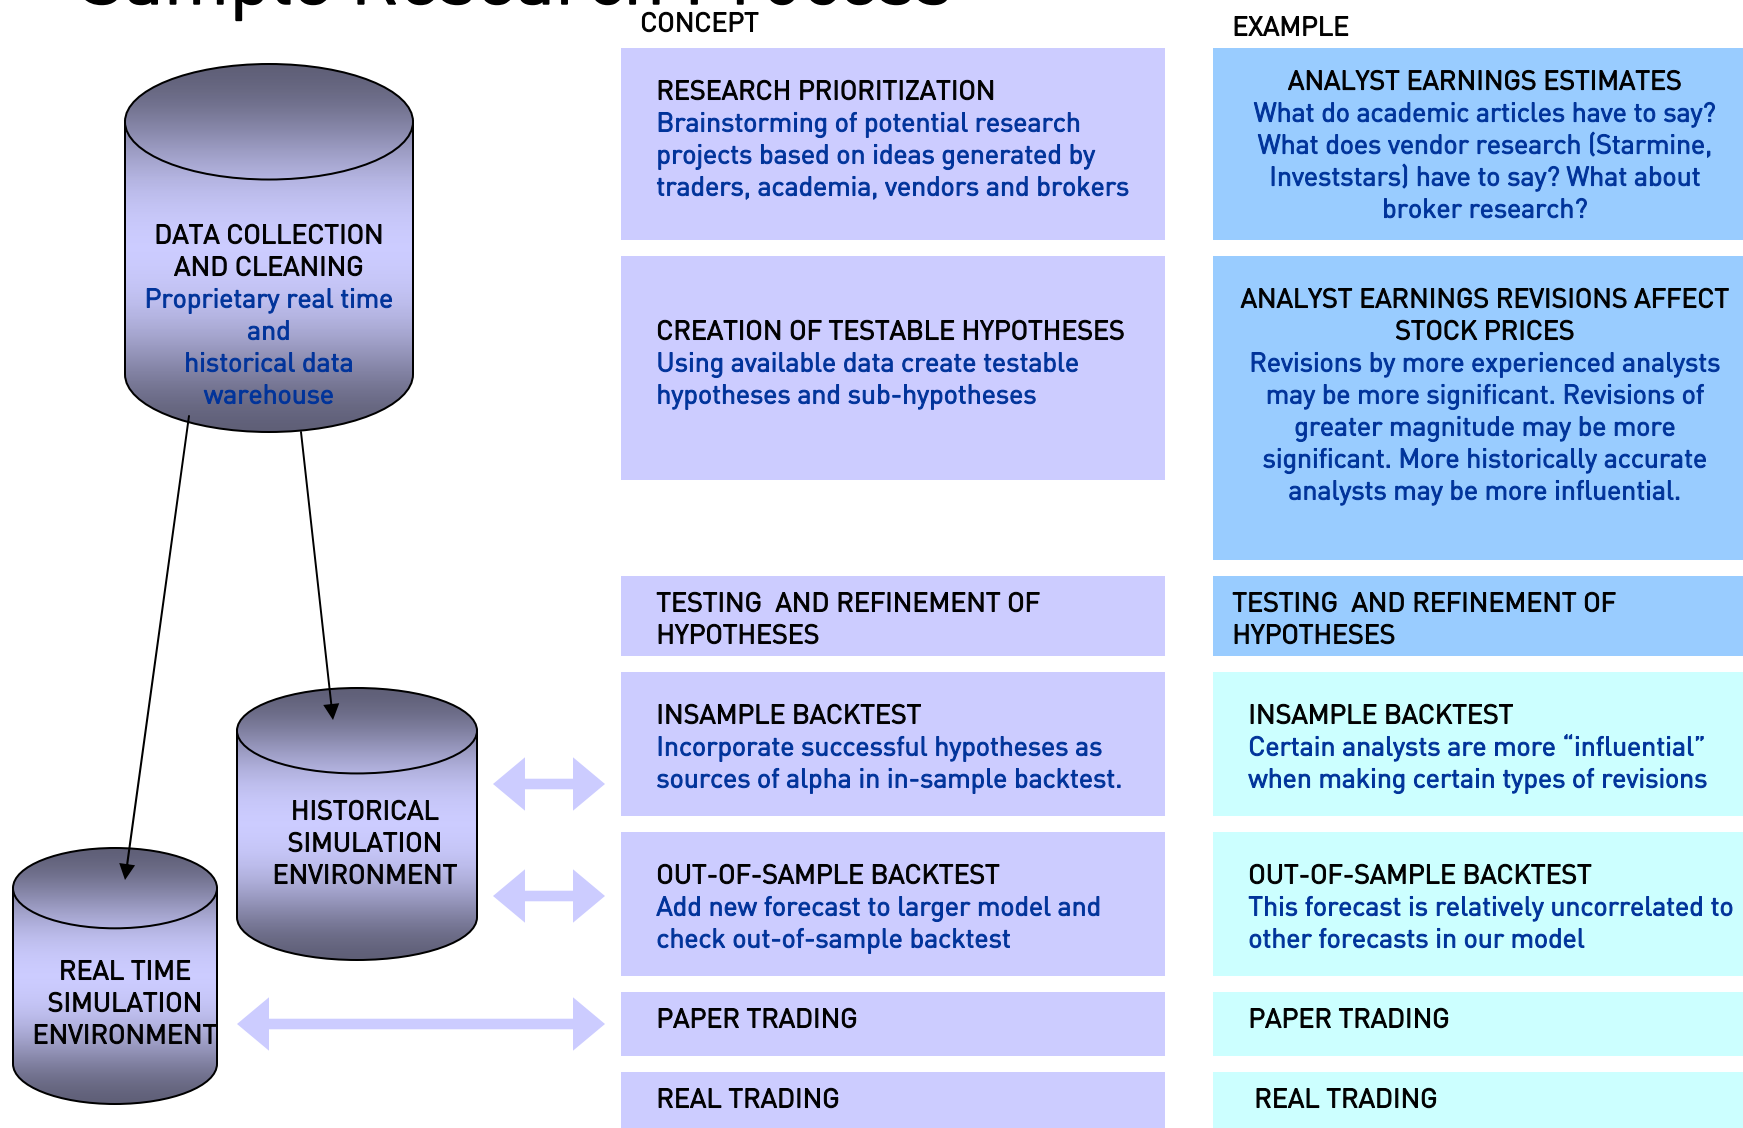 Sample Research Process
CONCEPT
EXAMPLE
DATA COLLECTION
AND CLEANING
Proprietary real time
and
historical data
warehouse
HISTORICAL
SIMULATION
ENVIRONMENT
REAL TIME
SIMULATION
ENVIRONMENT
RESEARCH PRIORITIZATION
Brainstorming of potential research
projects based on ideas generated by
traders, academia, vendors and brokers
ANALYST EARNINGS ESTIMATES
What do academic articles have to say?
What does vendor research (Starmine,
Investstars) have to say? What about
broker research?
CREATION OF TESTABLE HYPOTHESES
Using available data create testable
hypotheses and sub-hypotheses
ANALYST EARNINGS REVISIONS AFFECT
STOCK PRICES
Revisions by more experienced analysts
may be more significant. Revisions of
greater magnitude may be more
significant. More historically accurate
analysts may be more influential.
TESTING  AND REFINEMENT OF
HYPOTHESES
TESTING  AND REFINEMENT OF
HYPOTHESES
INSAMPLE BACKTEST
Incorporate successful hypotheses as
sources of alpha in in-sample backtest.
INSAMPLE BACKTEST
Certain analysts are more “influential”
when making certain types of revisions
OUT-OF-SAMPLE BACKTEST
Add new forecast to larger model and
check out-of-sample backtest
OUT-OF-SAMPLE BACKTEST
This forecast is relatively uncorrelated to
other forecasts in our model
PAPER TRADING
PAPER TRADING
REAL TRADING
REAL TRADING